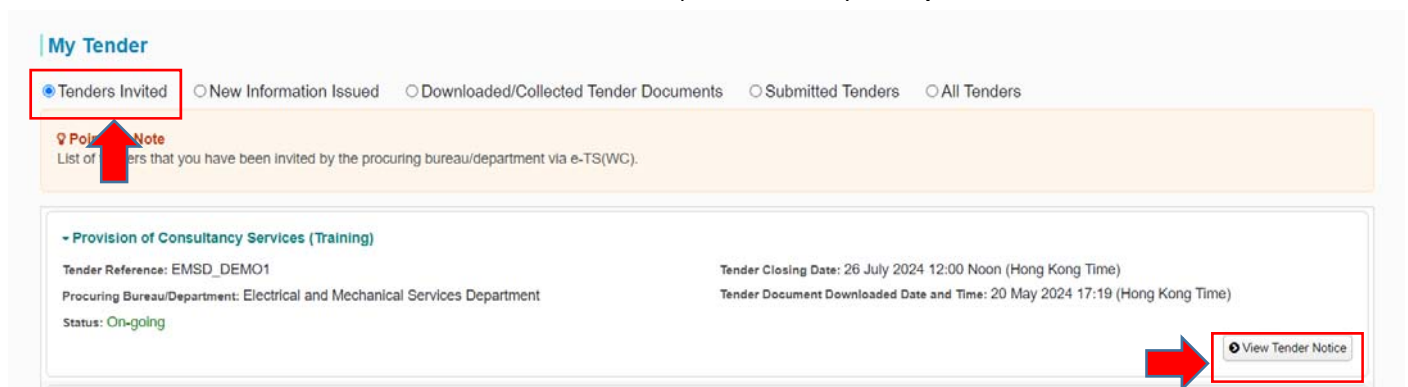 My Tender
Tenders Invited New Information Issued Downloaded/Collected Tender Documents Submitted Tenders All Tenders
Note
List of that you have been invited by the procuring bureau/department via e-TS(WC).
Provision of Consultancy Services (Training)
Tender Reference: EMSD_DEMO1 Tender Closing Date: 26 July 2024 12:00 Noon (Hong Kong Time)
Procuring Bureau/Department: Electrical and Mechanical Services Department Tender Document Downloaded Date and Time: 20 May 2024 17:19 (Hong Kong Time)
Status: On-going
View Tender Notice